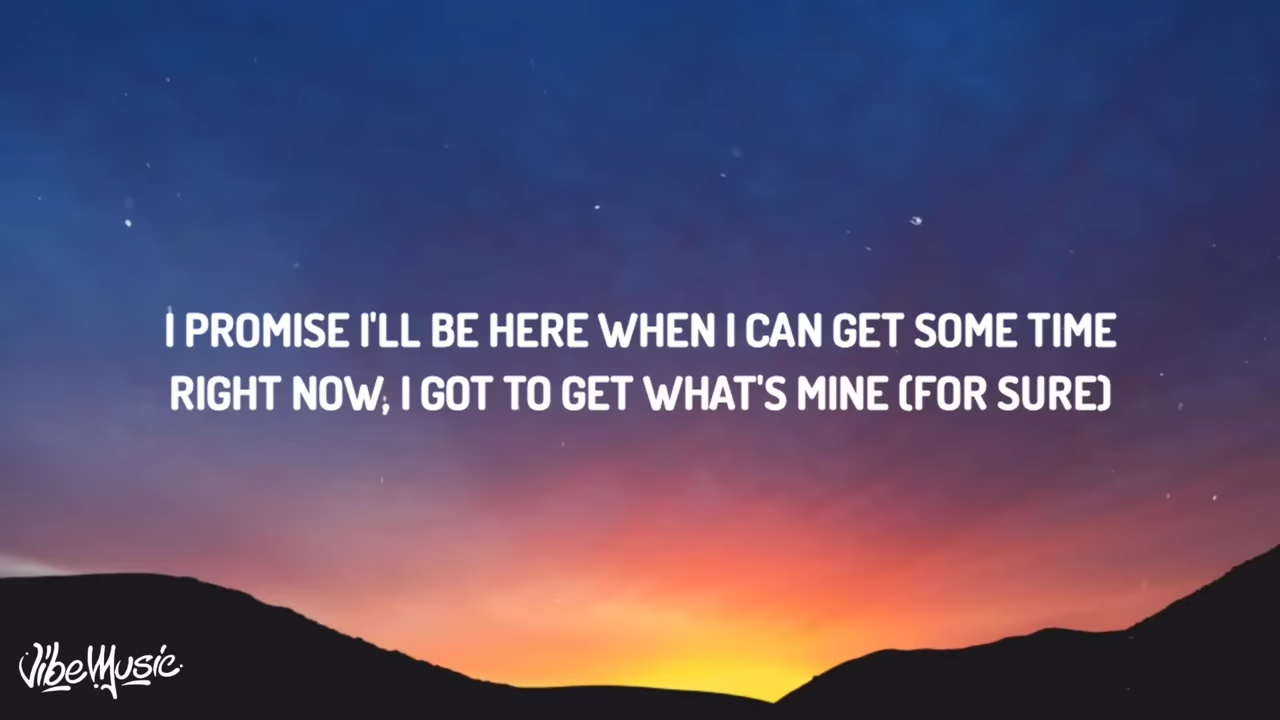 I PROMISE I'LL BE HERE WHEN I CAN GET SOME TIME
RIGHT NOW, I GOT TO GET WHAT'S MINE (FOR SURE)
VibeMusic